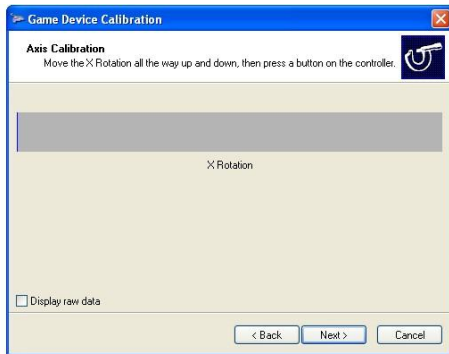 Game Device Calibration
Axis Calibration
Move the X Rotation all the way up and down, then press a button on the controller.
X Rotation
Display raw data
< Back
Next >
Cancel